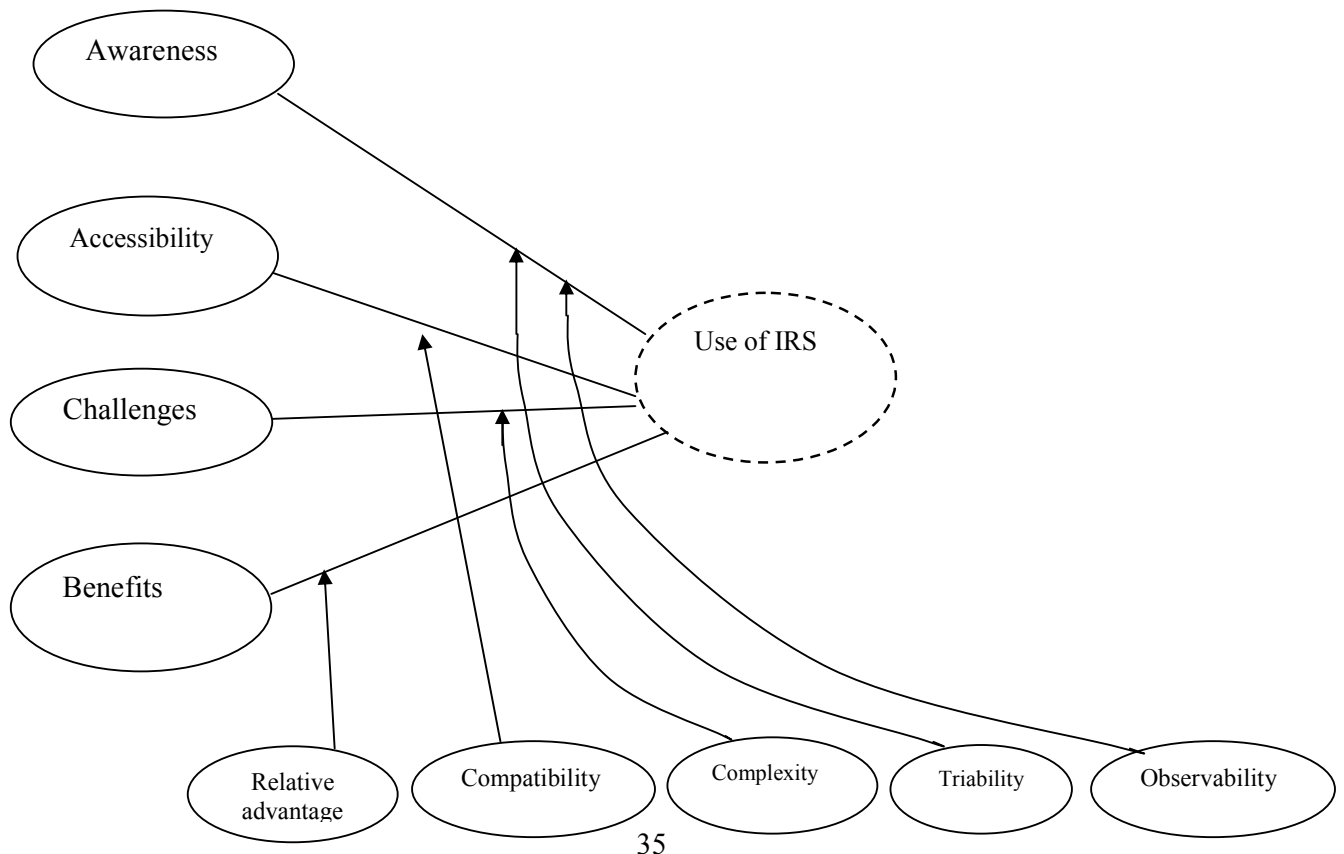 Awareness
Accessibility
Use of IRS
Challenges
Benefits
Relative
advantage
Compatibility
Complexity
Triability
Observability
35